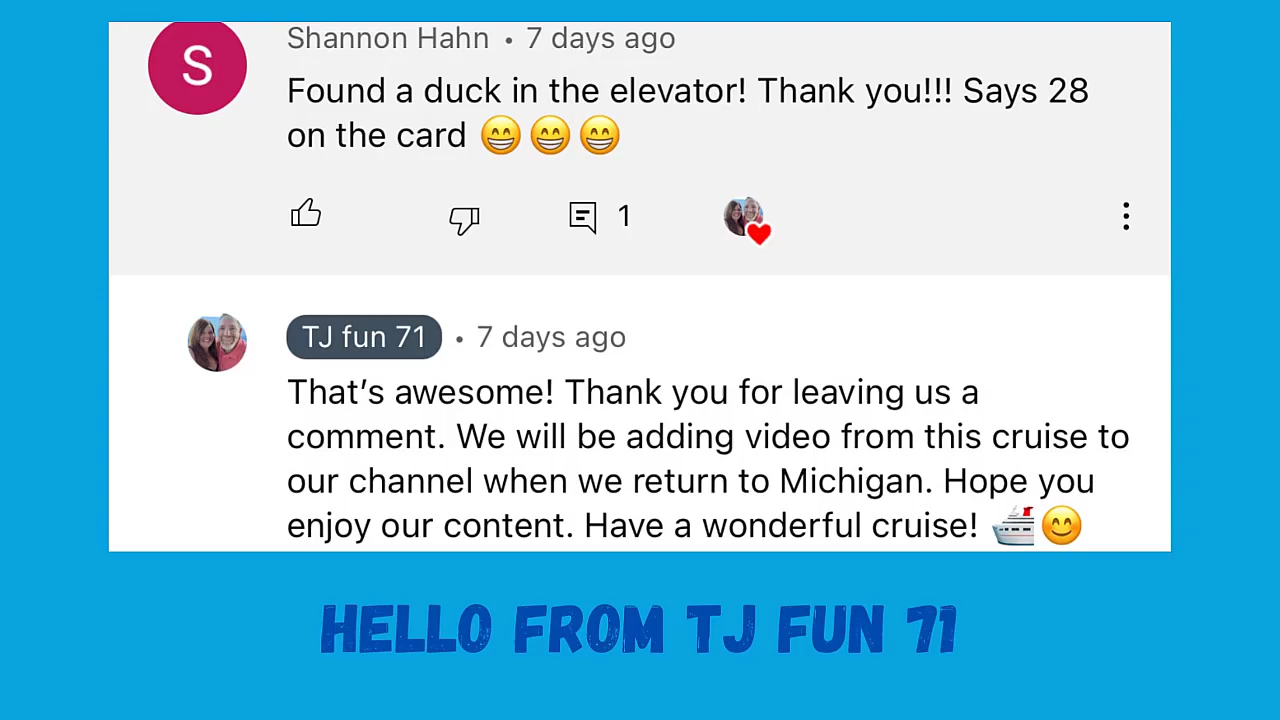 S
Shannon Hahn • 7 days ago
Found a duck in the elevator! Thank you!!! Says 28
on the card 😁😁😁
1
TJ fun 71 • 7 days ago
That’s awesome! Thank you for leaving us a
comment. We will be adding video from this cruise to
our channel when we return to Michigan. Hope you
enjoy our content. Have a wonderful cruise! 🛳️😊
HELLO FROM TJ FUN 71